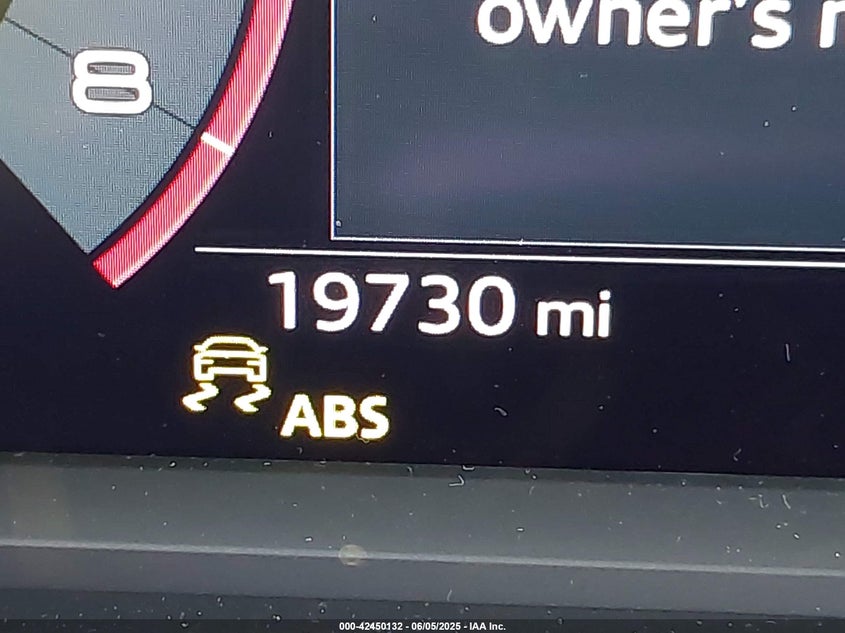 owner's
8
19730 mi
ABS
000-42450132 - 06/05/2025 - IAA Inc.